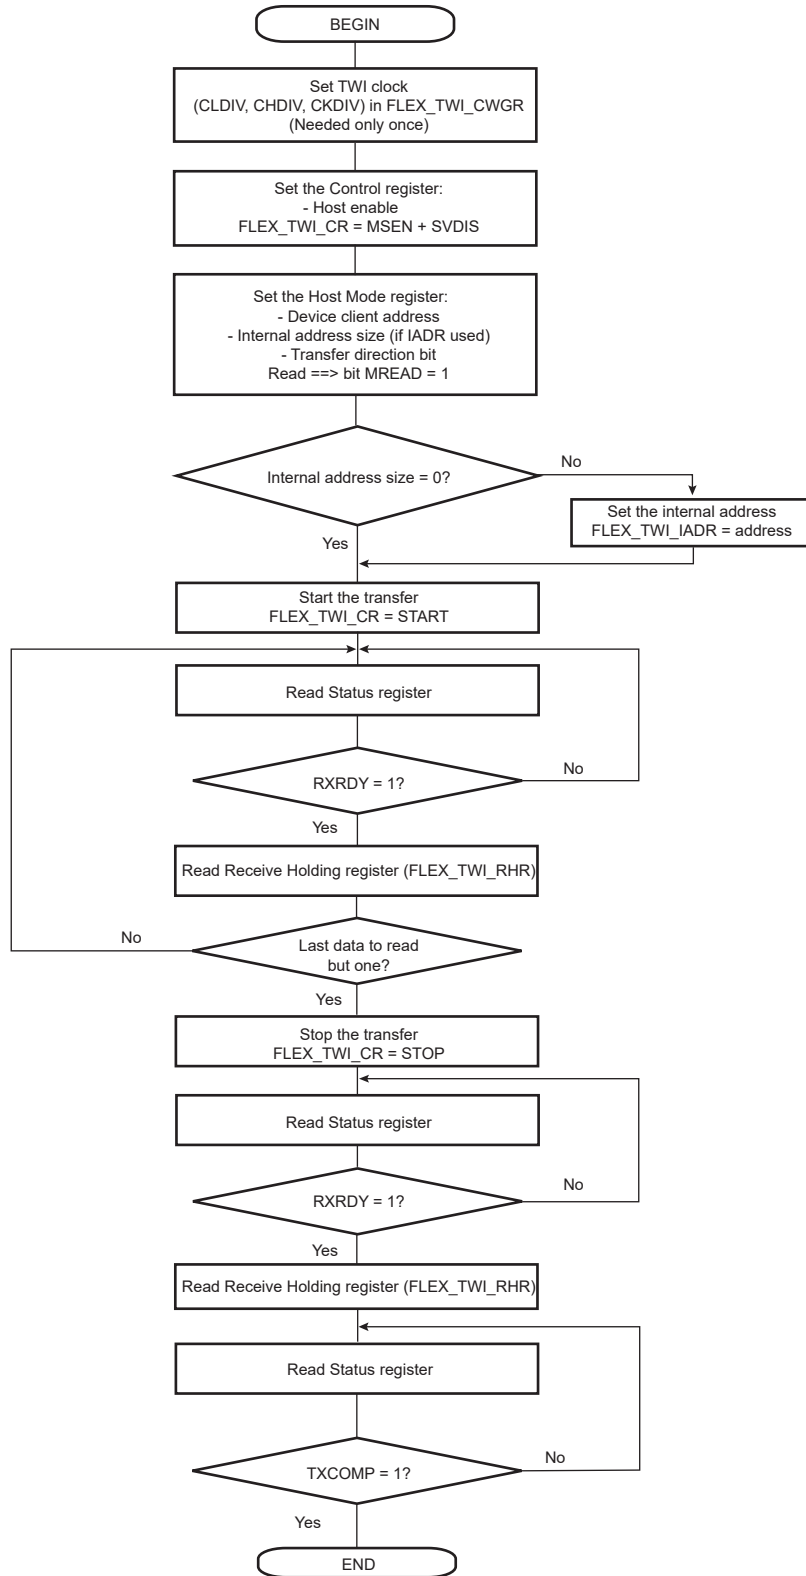 BEGIN
Set TWI clock
(CLDIV, CHDIV, CKDIV) in FLEX_TWI_CWGR
(Needed only once)
Set the Control register:
- Host enable
FLEX_TWI_CR = MSEN + SVDIS
Set the Host Mode register:
- Device client address
- Internal address size (if IADR used)
- Transfer direction bit
Read ==> bit MREAD = 1
Internal address size = 0?
No
Set the internal address
FLEX_TWI_IADR = address
Yes
Start the transfer
FLEX_TWI_CR = START
Read Status register
RXRDY = 1?
No
Yes
Read Receive Holding register (FLEX_TWI_RHR)
No
Last data to read
but one?
Yes
Stop the transfer
FLEX_TWI_CR = STOP
Read Status register
RXRDY = 1?
No
Yes
Read Receive Holding register (FLEX_TWI_RHR)
Read Status register
TXCOMP = 1?
No
Yes
END